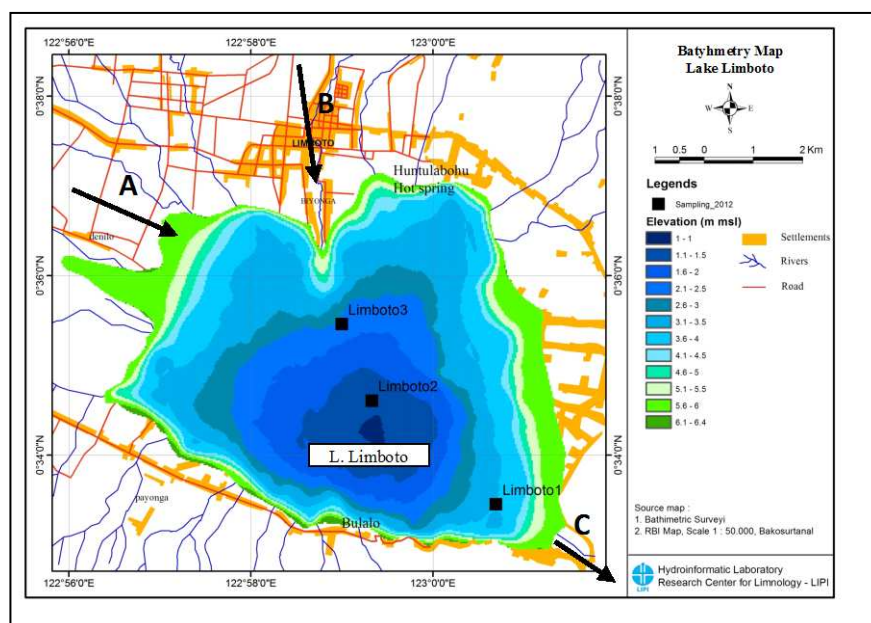 122°56'0"E 122°58'0"E 123°0'0"E
0°38'0"N
0°38'0"N
B
LIMBOTO
A
Huntulabohu
Hot spring
BIYONGA
0°36'0"N
0°36'0"N
Limboto3
Limboto2
0°34'0"N
0°34'0"N
L. Limboto
Limboto1
payonga
Bulalo
C
122°56'0"E 122°58'0"E 123°0'0"E
Batyhmetry Map
Lake Limboto
N
W E
S
1 0.5 0 1 2 Km
Legends
Sampling_2012
Elevation (m msl)
1 - 1
1.1 - 1.5
1.6 - 2
2.1 - 2.5
2.6 - 3
3.1 - 3.5
3.6 - 4
4.1 - 4.5
4.6 - 5
5.1 - 5.5
5.6 - 6
6.1 - 6.4
Settlements
Rivers
Road
Source map :
1. Bathimetric Surveyi
2. RBI Map, Scale 1 : 50.000, Bakosurtanal
LIPI
Hydroinformatic Laboratory
Research Center for Limnology - LIPI